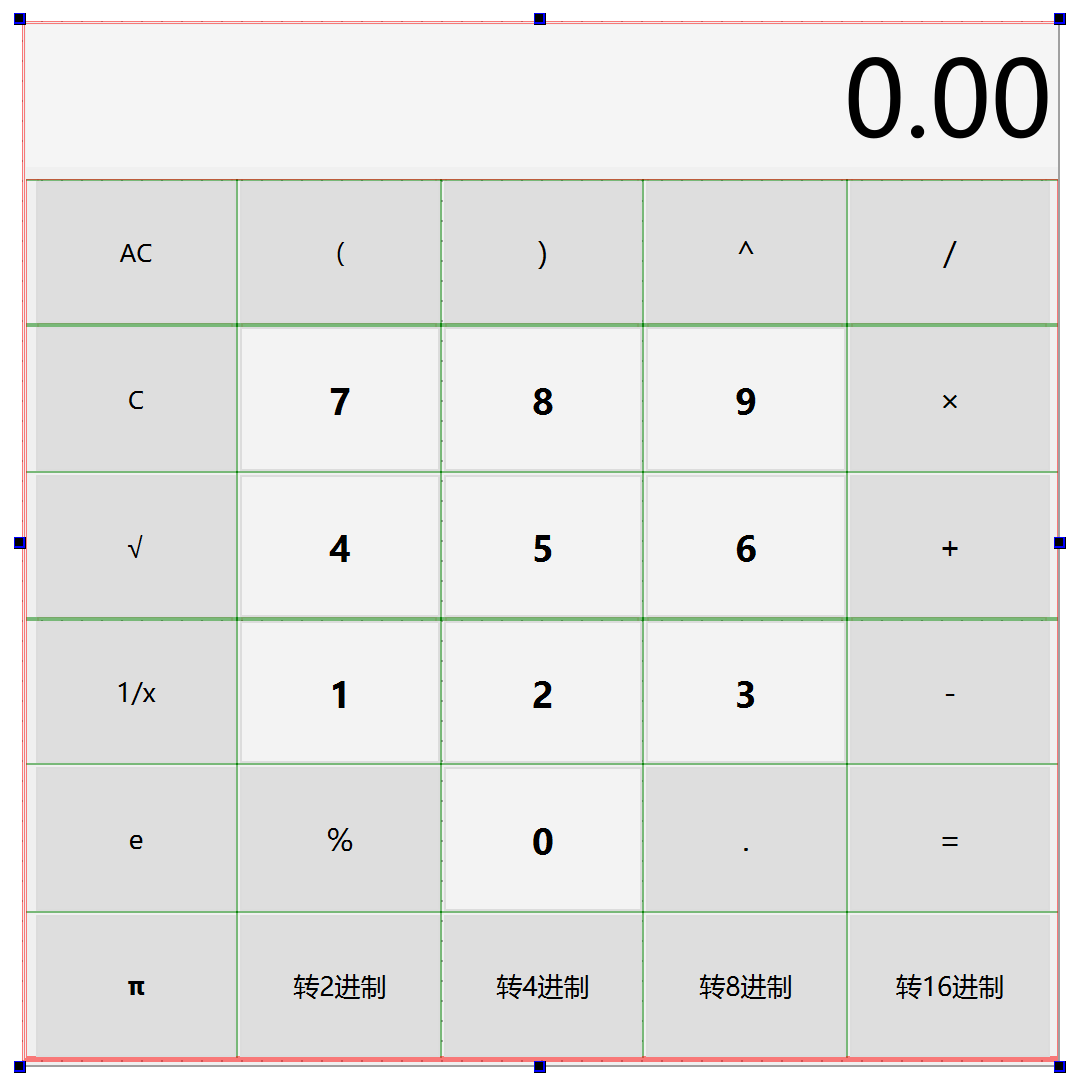 0.00
AC ( ) ^ /
C 7 8 9 ×
√ 4 5 6 +
1/x 1 2 3 -
e % 0 . =
π 转2进制 转4进制 转8进制 转16进制